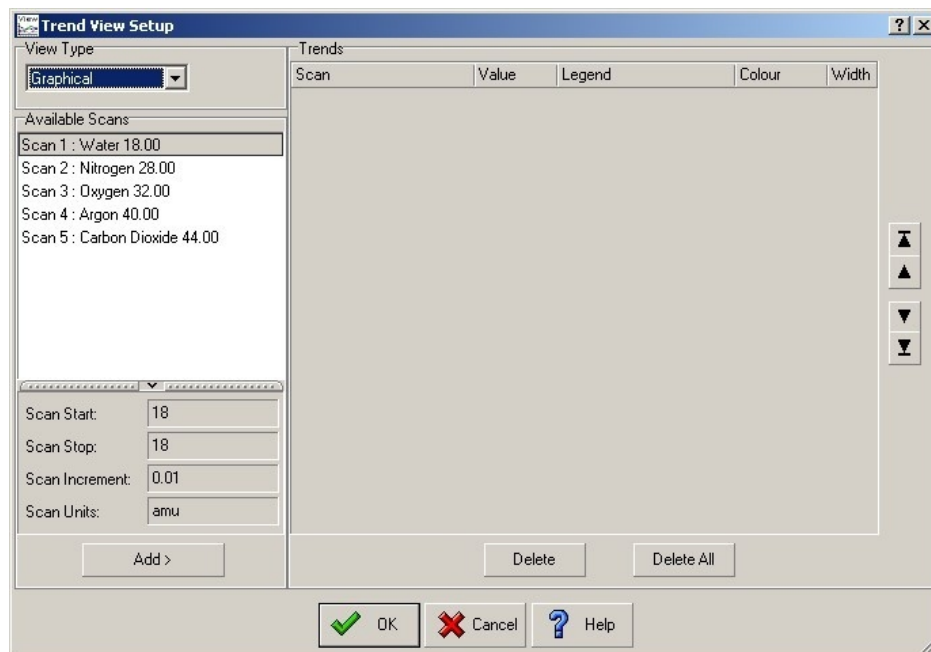 View
Trend View Setup
View Type
Graphical
Available Scans
Scan 1 : Water 18.00
Scan 2 : Nitrogen 28.00
Scan 3 : Oxygen 32.00
Scan 4 : Argon 40.00
Scan 5 : Carbon Dioxide 44.00
Scan Start: 18
Scan Stop: 18
Scan Increment: 0.01
Scan Units: amu
Add >
Trends
Scan Value Legend Colour Width
Delete Delete All
OK Cancel ? Help